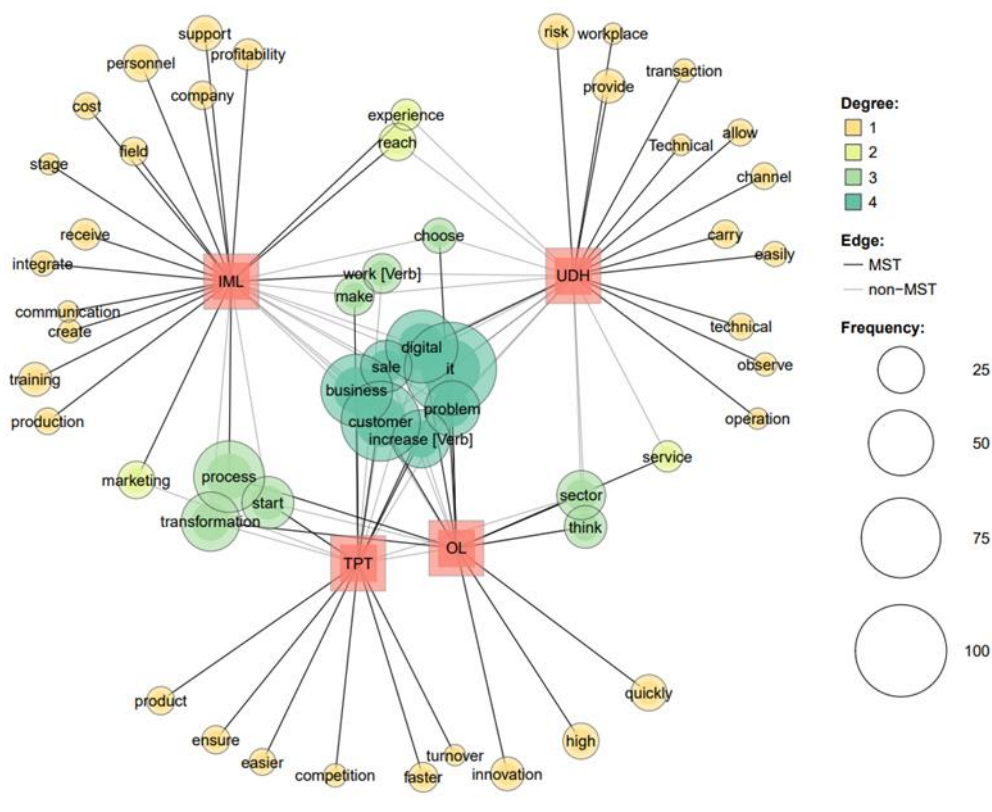 support
profitability
personnel
company
cost
field
stage
receive
integrate
communication
create
training
production
IML
experience
reach
choose
work [Verb]
make
risk
workplace
provide
transaction
Technical
allow
channel
carry
easily
UDH
technical
observe
operation
digital
it
sale
business
problem
customer
increase [Verb]
marketing
process
start
transformation
service
sector
think
TPT
OL
product
ensure
easier
competition
faster
turnover
innovation
high
quickly
Degree:
1
2
3
4
Edge:
MST
non-MST
Frequency:
25
50
75
100